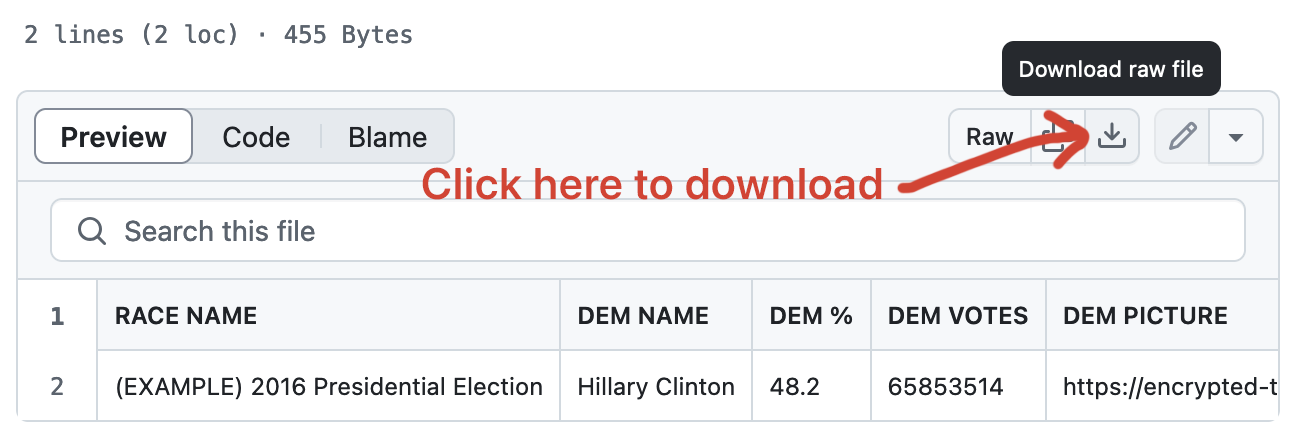 2 lines (2 loc) · 455 Bytes
Download raw file
Preview Code Blame Raw
Click here to download
Search this file
1 RACE NAME DEM NAME DEM % DEM VOTES DEM PICTURE
2 (EXAMPLE) 2016 Presidential Election Hillary Clinton 48.2 65853514 https://encrypted-t